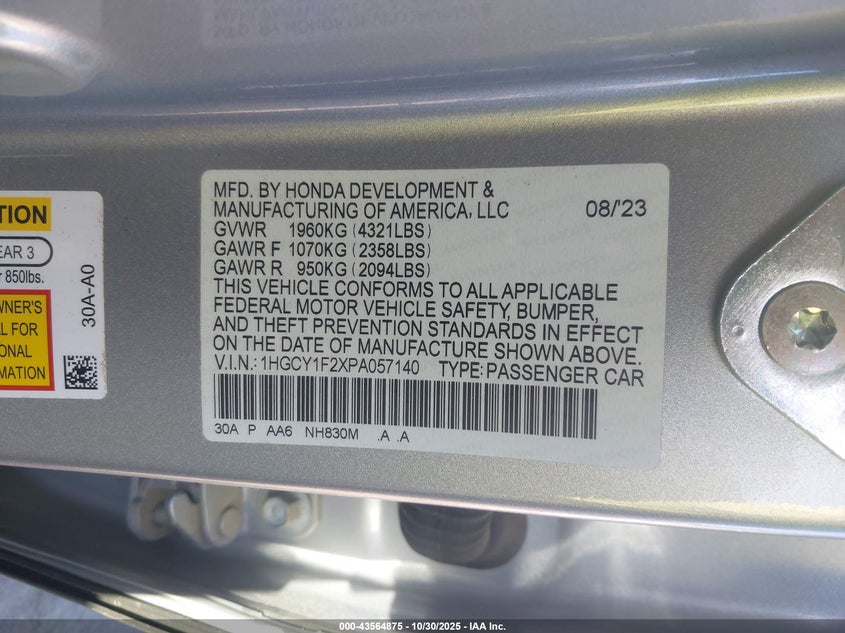 MFD. BY HONDA DEVELOPMENT &
MANUFACTURING OF AMERICA, LLC 08/'23
GVWR 1960KG (4321LBS)
GAWR F 1070KG (2358LBS)
GAWR R 950KG (2094LBS)
THIS VEHICLE CONFORMS TO ALL APPLICABLE
FEDERAL MOTOR VEHICLE SAFETY, BUMPER,
AND THEFT PREVENTION STANDARDS IN EFFECT
ON THE DATE OF MANUFACTURE SHOWN ABOVE.
V.I.N.: 1HGCY1F2XPA057140 TYPE: PASSENGER CAR
30A P AA6 NH830M .A .A
TION
EAR 3
r 850lbs.
WNER'S
AL FOR
IONAL
RMATION
30A-A0
000-43564875 - 10/30/2025 - IAA Inc.